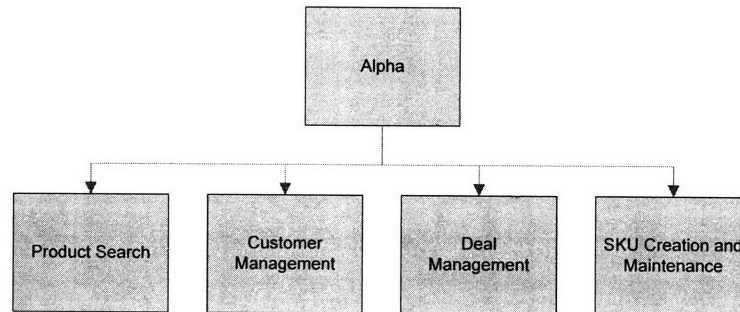 Alpha
Product Search
Customer
Management
Deal
Management
SKU Creation and
Maintenance